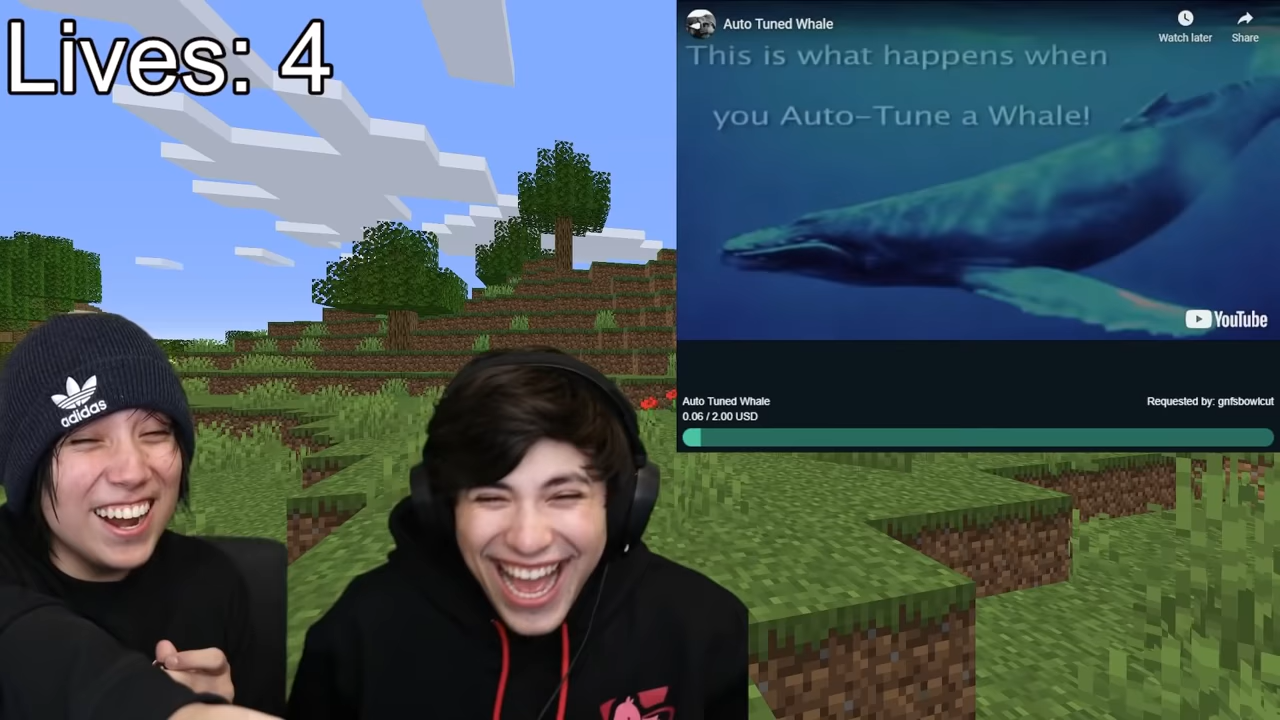 Lives: 4
Auto Tuned Whale
Watch later
Share
This is what happens when
you Auto-Tune a Whale!
YouTube
Auto Tuned Whale
Requested by: gnfsbowlcut
0.06 / 2.00 USD
adidas